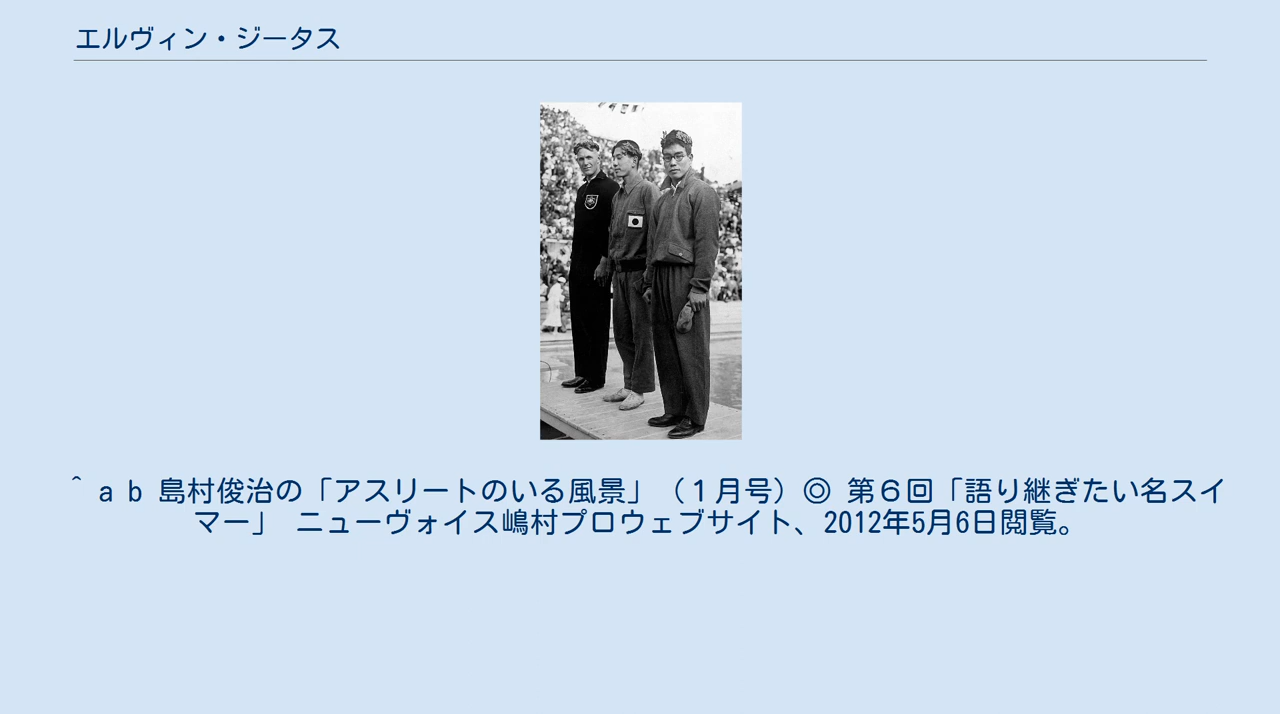 エルヴィン・ジータス
^ a b 島村俊治の「アスリートのいる風景」（１月号）◎ 第６回「語り継ぎたい名スイ
マー」 ニューヴォイス嶋村プロウェブサイト、2012年5月6日閲覧。